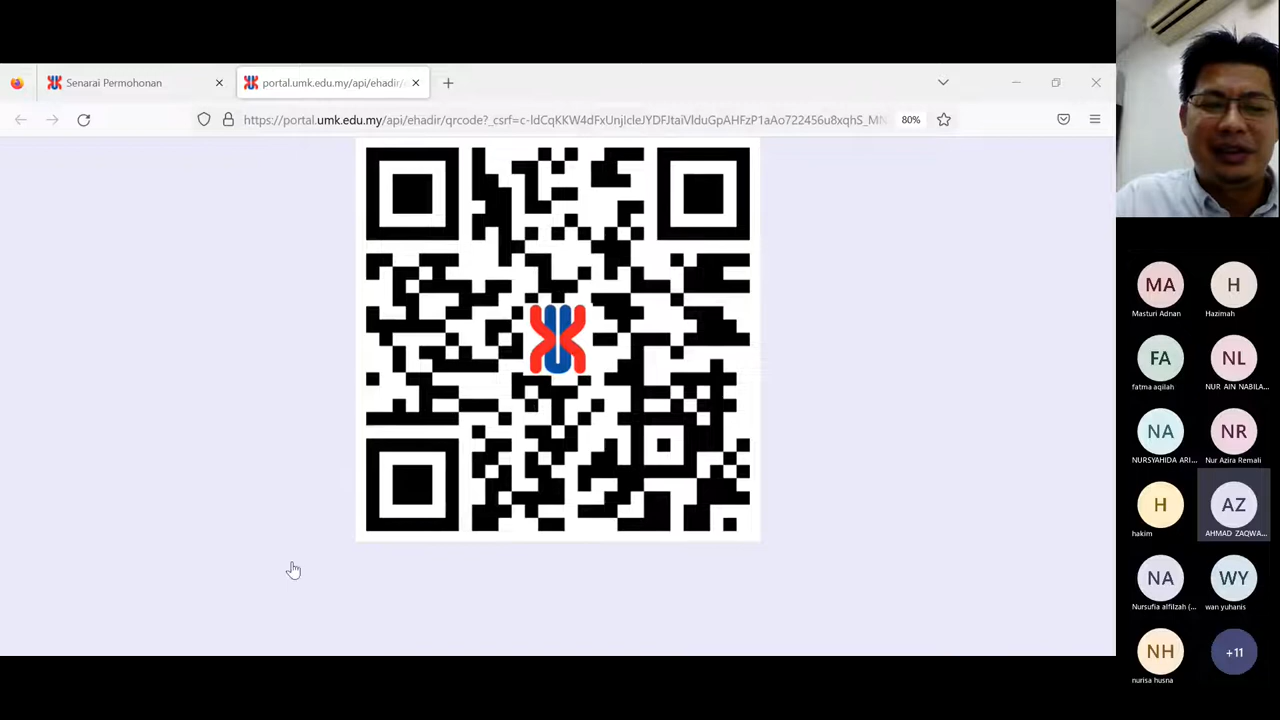 Senarai Permohonan
portal.umk.edu.my/api/ehadir/
https://portal.umk.edu.my/api/ehadir/qrcode?_csrf=c-IdCqKKW4dFxUnjIcleJYDFJtaiVlduGpAHFzP1aAo722456u8xqhS_MN
80%
MA
Masturi Adnan
H
Hazimah
FA
fatma aqilah
NL
NUR AIN NABILA...
NA
NURSYAHIDA ARI...
NR
Nur Azira Remali
H
hakim
AZ
AHMAD ZAQWA...
NA
Nursufia alfilzah (...
WY
wan yuhanis
NH
nurisa husna
+11